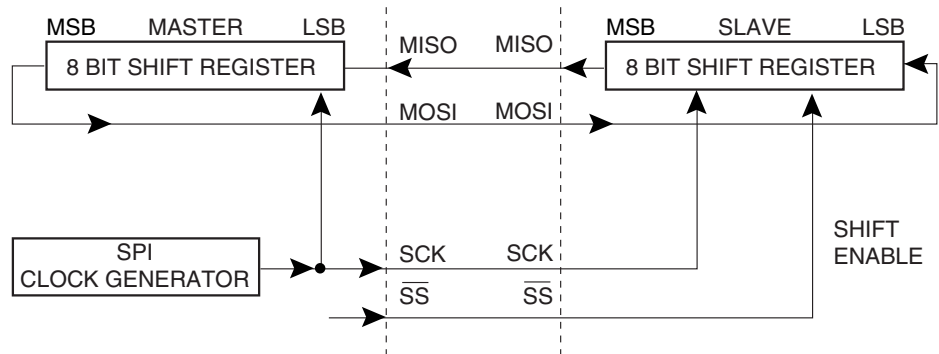 MSB MASTER LSB
MISO MISO
MSB SLAVE LSB
8 BIT SHIFT REGISTER
8 BIT SHIFT REGISTER
MOSI MOSI
SHIFT
ENABLE
SPI
CLOCK GENERATOR
SCK SCK
SS SS